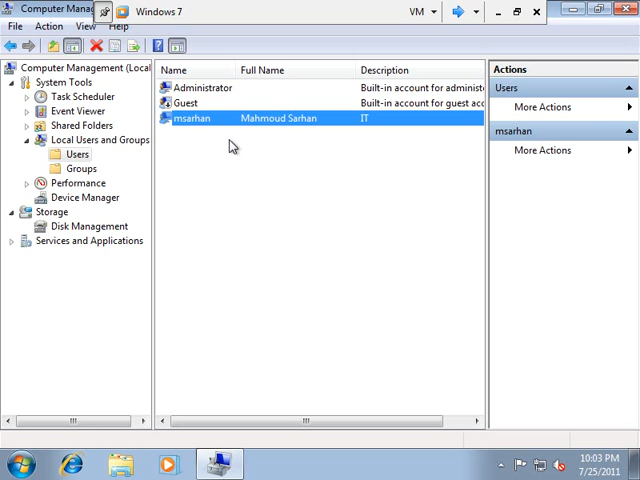 Computer Manag
Windows 7
VM
File Action View Help
Computer Management (Local
System Tools
Task Scheduler
Event Viewer
Shared Folders
Local Users and Groups
Users
Groups
Performance
Device Manager
Storage
Disk Management
Services and Applications
Name Full Name Description
Administrator Built-in account for administe
Guest Built-in account for guest acc
msarhan Mahmoud Sarhan IT
Actions
Users
More Actions
msarhan
More Actions
10:03 PM
7/25/2011